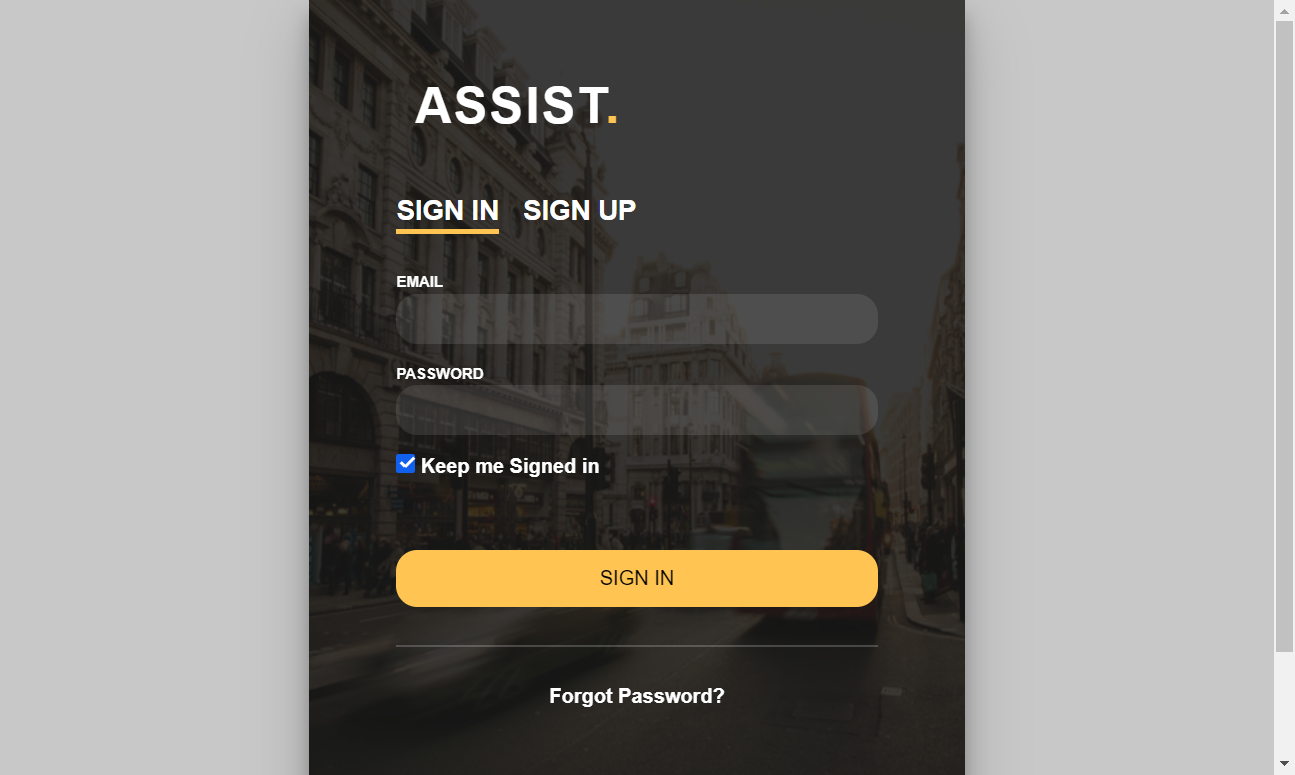 ASSIST.
SIGN IN SIGN UP
EMAIL
PASSWORD
Keep me Signed in
SIGN IN
Forgot Password?